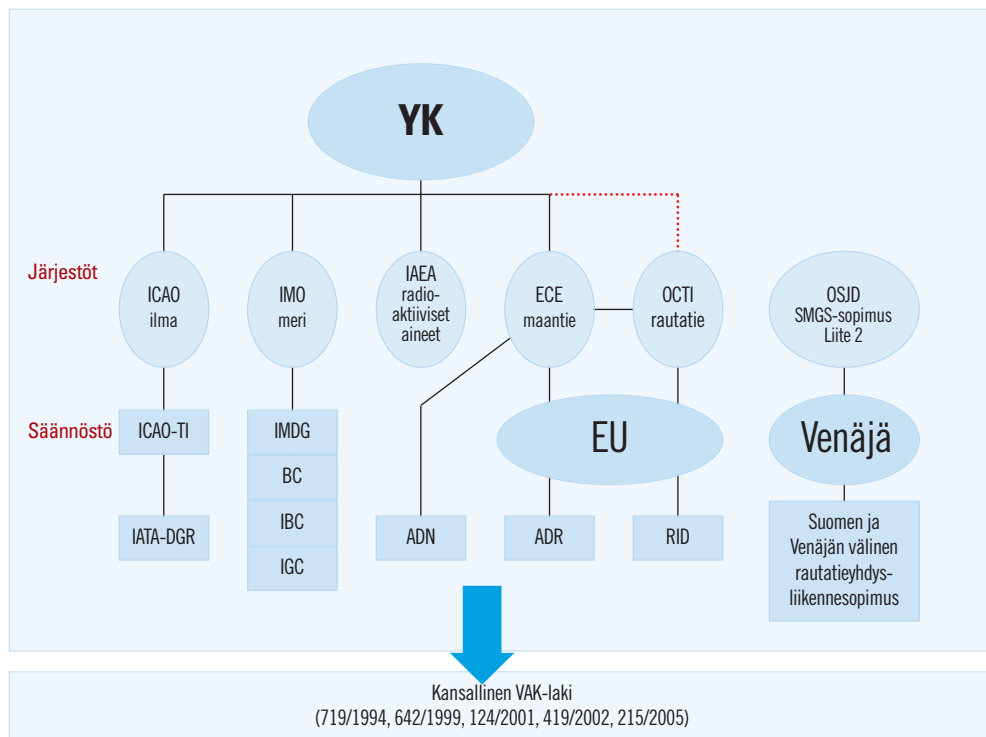 YK
Järjestöt
ICAO
ilma
IMO
meri
IAEA
radio-
aktiiviset
aineet
ECE
maantie
OCTI
rautatie
OSJD
SMGS-sopimus
Liite 2
Säännöstö
ICAO-TI
IMDG
BC
IBC
IGC
EU
Venäjä
IATA-DGR
ADN
ADR
RID
Suomen ja
Venäjän välinen
rautatieyhdys-
liikennesopimus
Kansallinen VAK-laki
(719/1994, 642/1999, 124/2001, 419/2002, 215/2005)